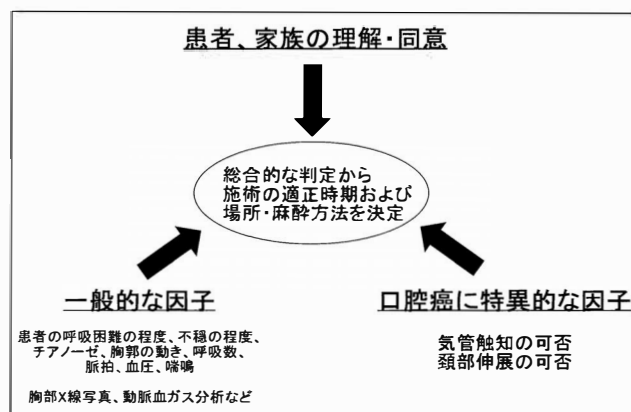 患者、家族の理解・同意
総合的な判定から
施術の適正時期および
場所・麻酔方法を決定
一般的な因子
患者の呼吸困難の程度、不穏の程度、
チアノーゼ、胸郭の動き、呼吸数、
脈拍、血圧、喘鳴
胸部X線写真、動脈血ガス分析など
口腔癌に特異的な因子
気管触知の可否
頚部伸展の可否